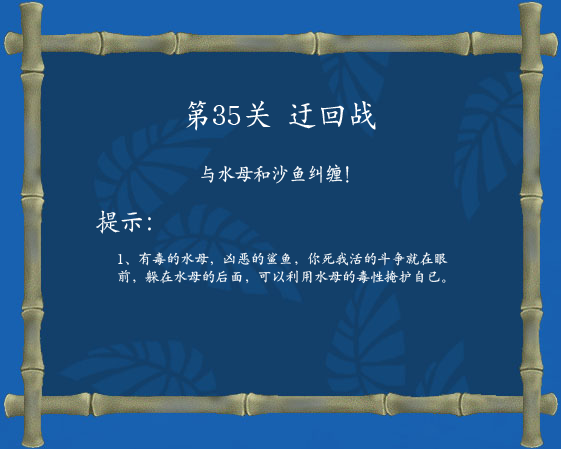 第35关 迂回战
与水母和沙鱼纠缠！
提示：
1、有毒的水母，凶恶的鲨鱼，你死我活的斗争就在眼
前，躲在水母的后面，可以利用水母的毒性掩护自己。